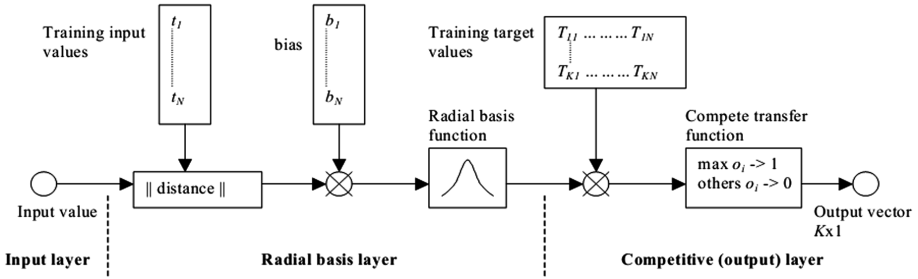 Training input
values
t1
tN
bias
b1
bN
Training target
values
T11 ... ... ... T1N
TK1 ... ... ... TKN
Radial basis
function
Compete transfer
function
|| distance ||
max oi -> 1
others oi -> 0
Input value
Output vector
Kx1
Input layer
Radial basis layer
Competitive (output) layer